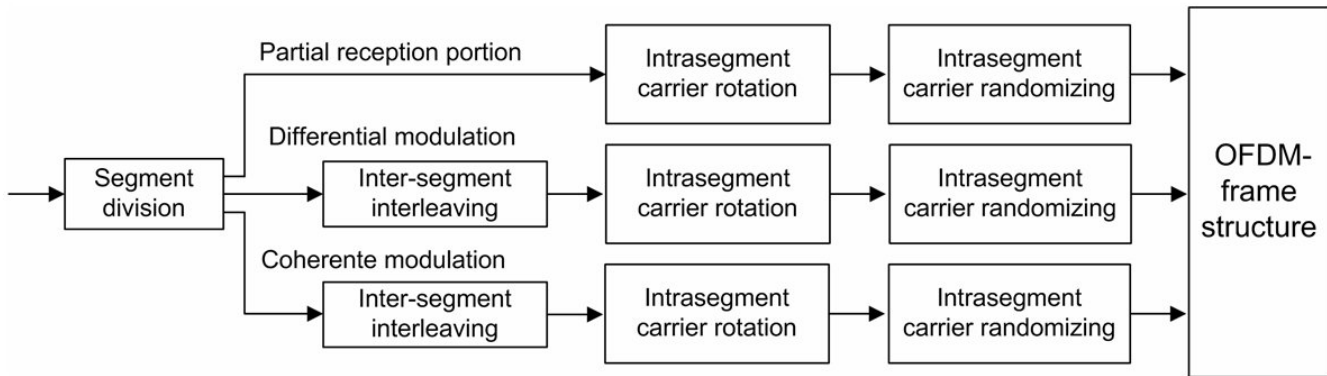 Partial reception portion
Intrasegment
carrier rotation
Intrasegment
carrier randomizing
Differential modulation
Segment
division
Inter-segment
interleaving
Intrasegment
carrier rotation
Intrasegment
carrier randomizing
OFDM-
frame
structure
Coherente modulation
Inter-segment
interleaving
Intrasegment
carrier rotation
Intrasegment
carrier randomizing